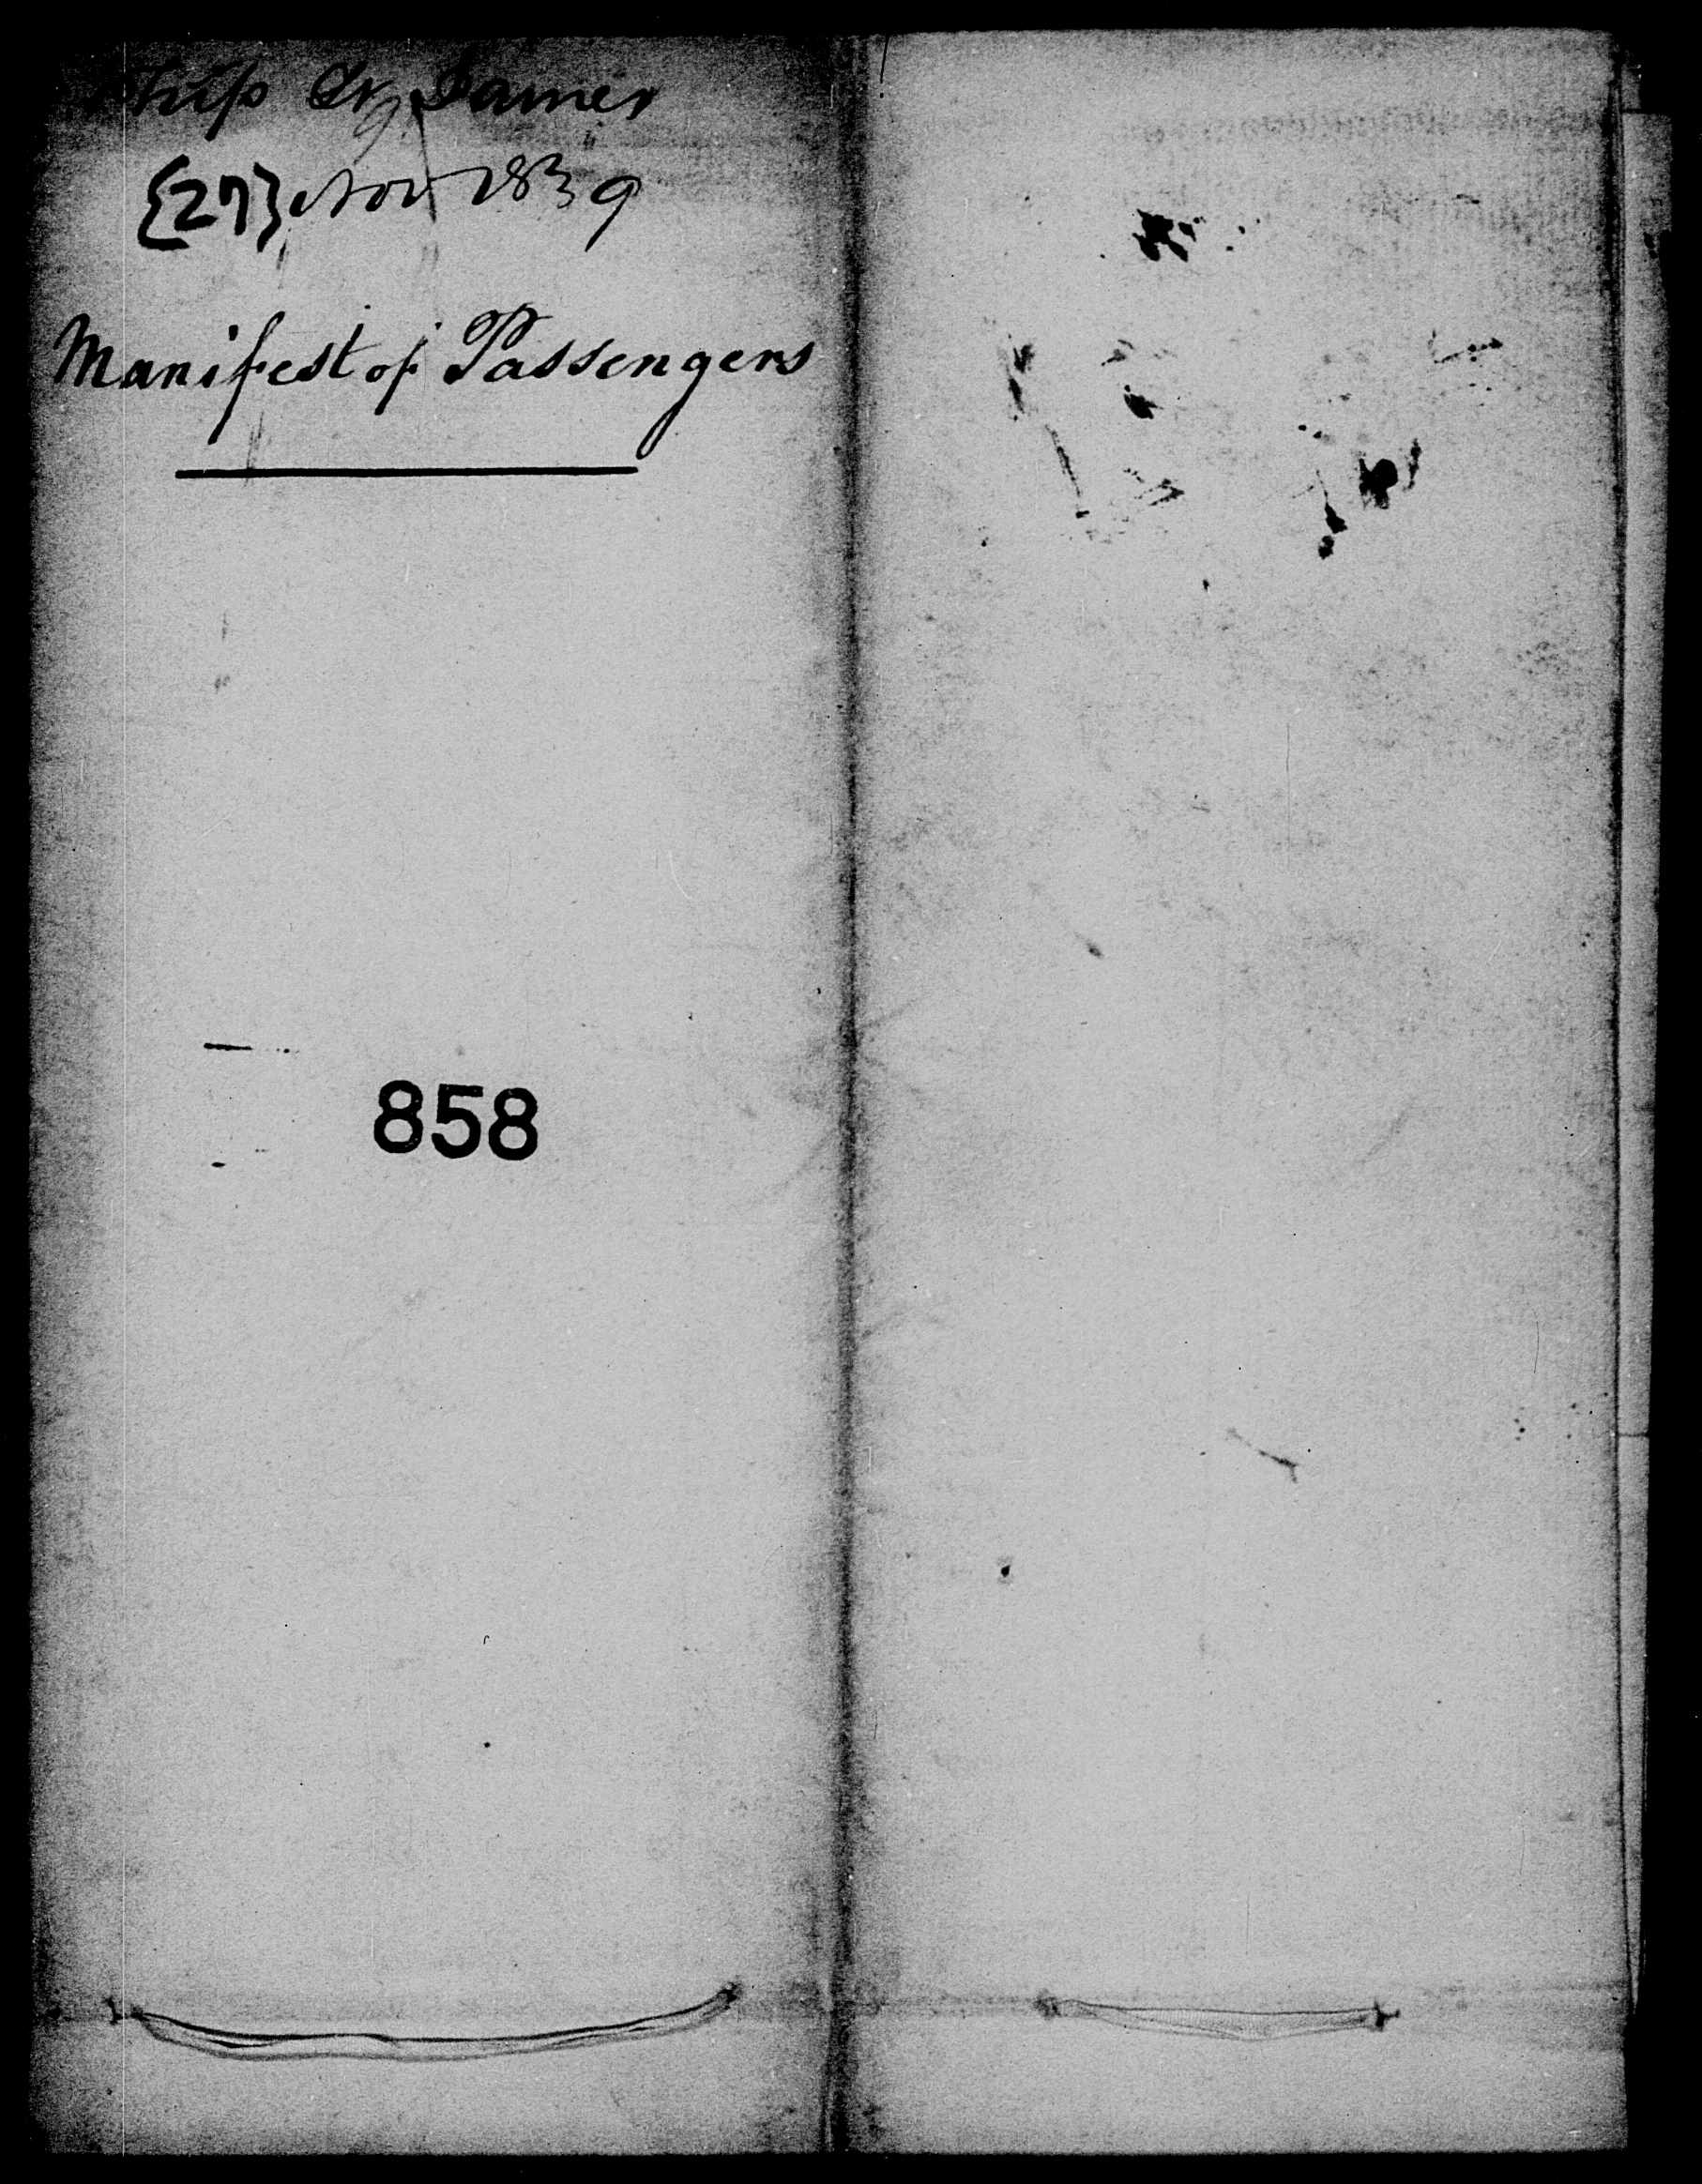 Ship St James
{27} Nov 1839
Manifest of Passengers
858